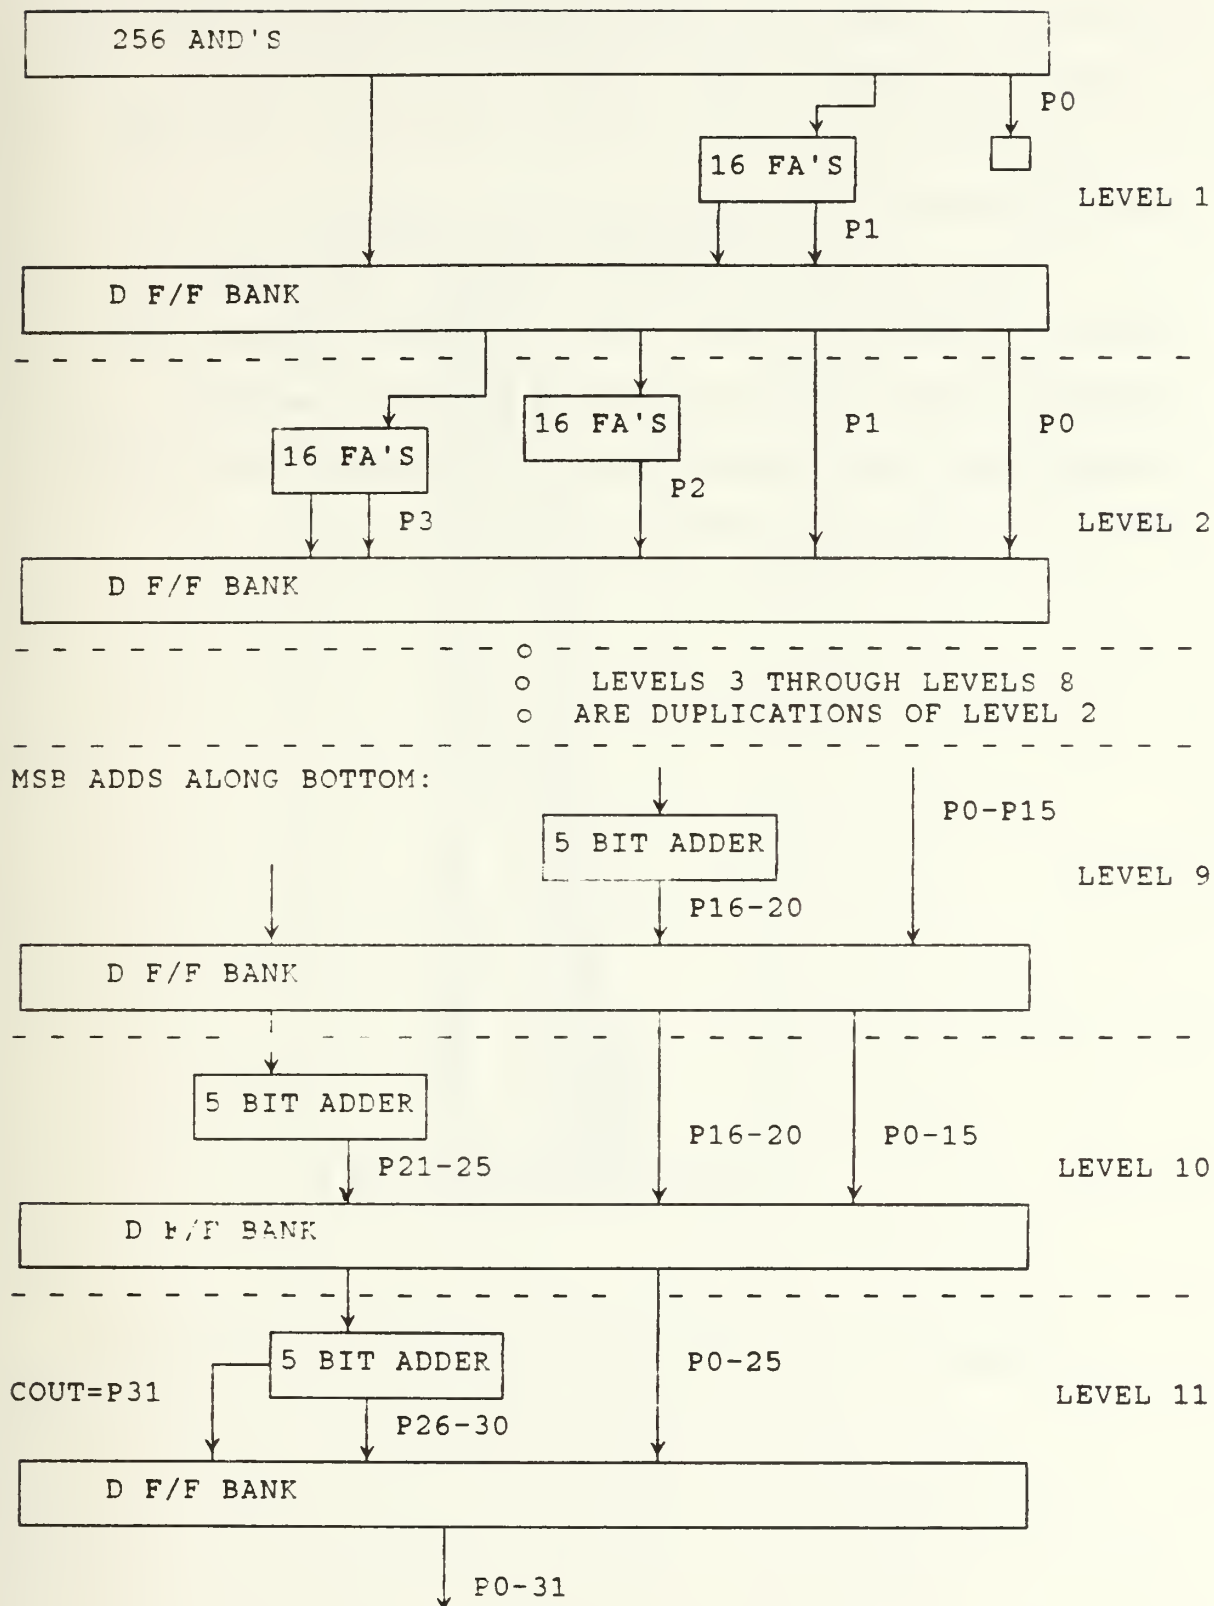 256 AND'S
P0
16 FA'S
LEVEL 1
P1
D F/F BANK
16 FA'S
P1
P0
16 FA'S
P2
P3
LEVEL 2
D F/F BANK
LEVELS 3 THROUGH LEVELS 8
ARE DUPLICATIONS OF LEVEL 2
MSB ADDS ALONG BOTTOM:
P0-P15
5 BIT ADDER
LEVEL 9
P16-20
D F/F BANK
5 BIT ADDER
P16-20
P0-15
P21-25
LEVEL 10
D F/F BANK
5 BIT ADDER
P0-25
COUT=P31
LEVEL 11
P26-30
D F/F BANK
P0-31